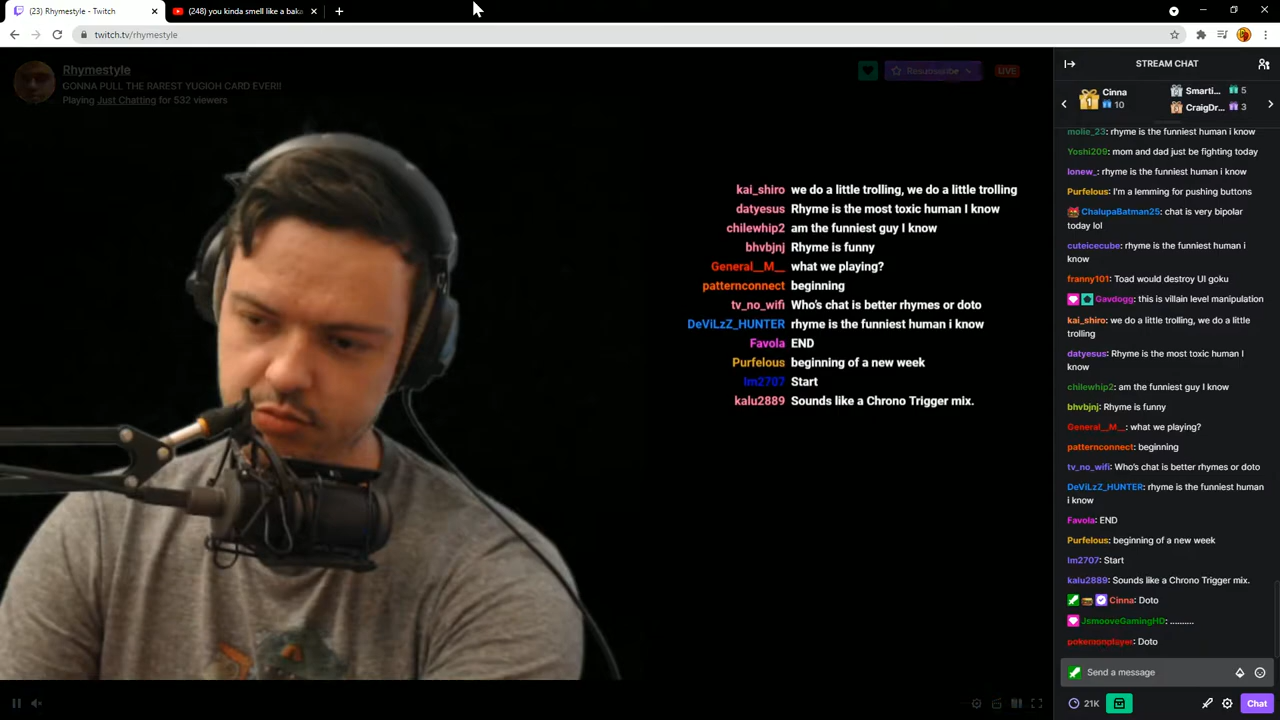 (23) Rhymestyle - Twitch
(248) you kinda smell like a baka
twitch.tv/rhymestyle
Rhymestyle
GONNA PULL THE RAREST YUGIOH CARD EVER!!
Playing Just Chatting for 532 viewers
Resubscribe
LIVE
kai_shiro we do a little trolling, we do a little trolling
datyesus Rhyme is the most toxic human I know
chilewhip2 am the funniest guy I know
bhvbjnj Rhyme is funny
General__M__ what we playing?
patternconnect beginning
tv_no_wifi Who's chat is better rhymes or doto
DeViLzZ_HUNTER rhyme is the funniest human i know
Favola END
Purfelous beginning of a new week
lm2707 Start
kalu2889 Sounds like a Chrono Trigger mix.
STREAM CHAT
1 Cinna
10
Smarti... 5
CraigDr... 3
molie_23: rhyme is the funniest human i know
Yoshi209: mom and dad just be fighting today
lonew_: rhyme is the funniest human i know
Purfelous: I'm a lemming for pushing buttons
ChalupaBatman25: chat is very bipolar
today lol
cuteicecube: rhyme is the funniest human i
know
franny101: Toad would destroy UI goku
Gavdogg: this is villain level manipulation
kai_shiro: we do a little trolling, we do a little
trolling
datyesus: Rhyme is the most toxic human I
know
chilewhip2: am the funniest guy I know
bhvbjnj: Rhyme is funny
General__M__: what we playing?
patternconnect: beginning
tv_no_wifi: Who's chat is better rhymes or doto
DeViLzZ_HUNTER: rhyme is the funniest human
i know
Favola: END
Purfelous: beginning of a new week
lm2707: Start
kalu2889: Sounds like a Chrono Trigger mix.
Cinna: Doto
JsmooveGamingHD: ..........
pokemonplayer: Doto
Send a message
21K
Chat